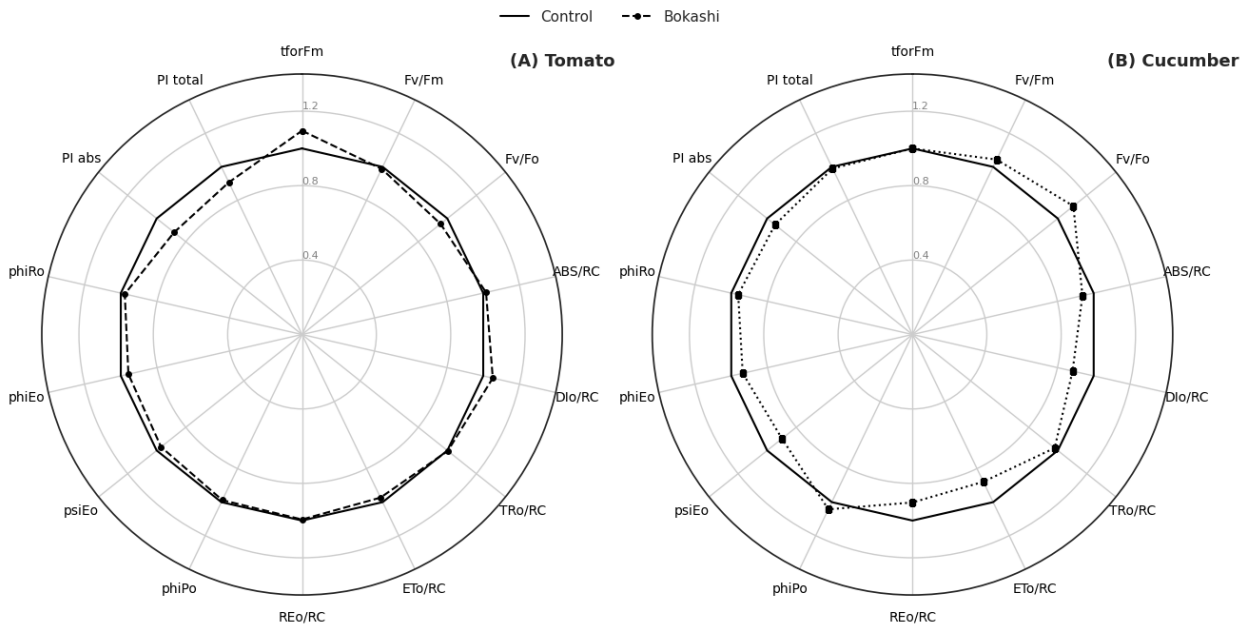 Control Bokashi
(A) Tomato
tforFm
Fv/Fm
Fv/Fo
ABS/RC
DIo/RC
TRo/RC
ETo/RC
REo/RC
phiPo
psiEo
phiEo
phiRo
PI abs
PI total
1.2
0.8
0.4
(B) Cucumber
tforFm
Fv/Fm
Fv/Fo
ABS/RC
DIo/RC
TRo/RC
ETo/RC
REo/RC
phiPo
psiEo
phiEo
phiRo
PI abs
PI total
1.2
0.8
0.4